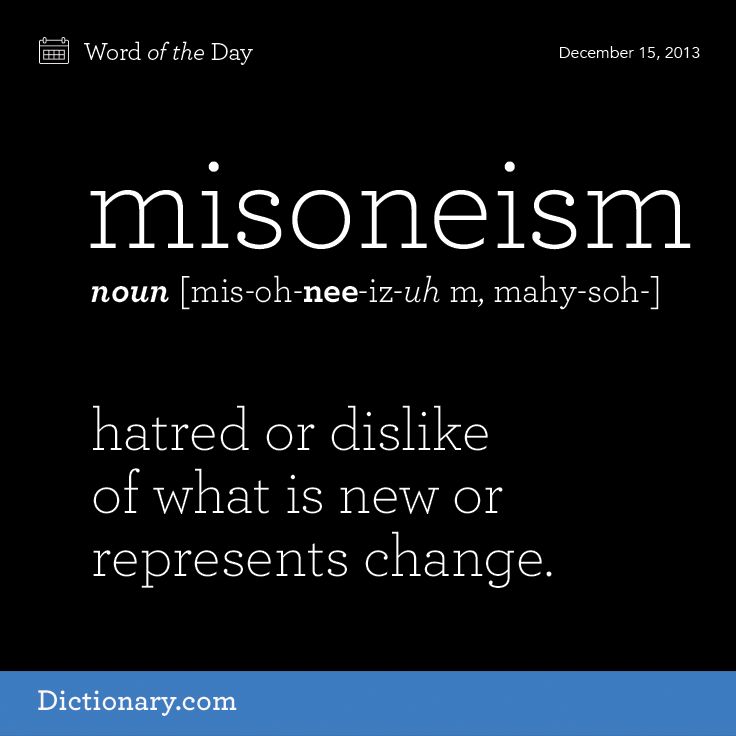 Word of the Day
December 15, 2013
misoneism
noun [mis-oh-nee-iz-uh m, mahy-soh-]
hatred or dislike
of what is new or
represents change.
Dictionary.com